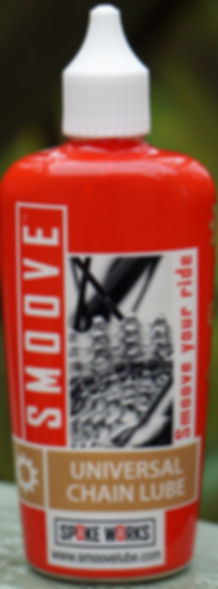 SMOOVE
Smoove your ride
UNIVERSAL
CHAIN LUBE
SPOKE WORKS
www.smoovelube.com